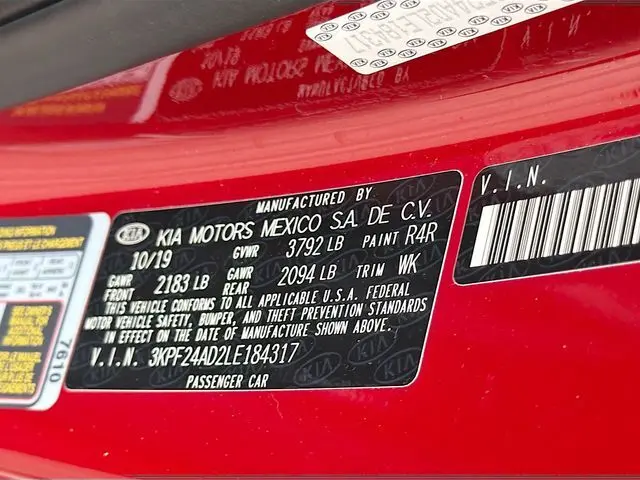 MANUFACTURED BY
KIA KIA MOTORS MEXICO S.A. DE C.V.
10/19 GVWR 3792 LB PAINT R4R
GAWR FRONT 2183 LB GAWR REAR 2094 LB TRIM WK
THIS VEHICLE CONFORMS TO ALL APPLICABLE U.S.A. FEDERAL
MOTOR VEHICLE SAFETY, BUMPER, AND THEFT PREVENTION STANDARDS
IN EFFECT ON THE DATE OF MANUFACTURE SHOWN ABOVE.
V.I.N. 3KPF24AD2LE184317
PASSENGER CAR
V.I.N.
7610